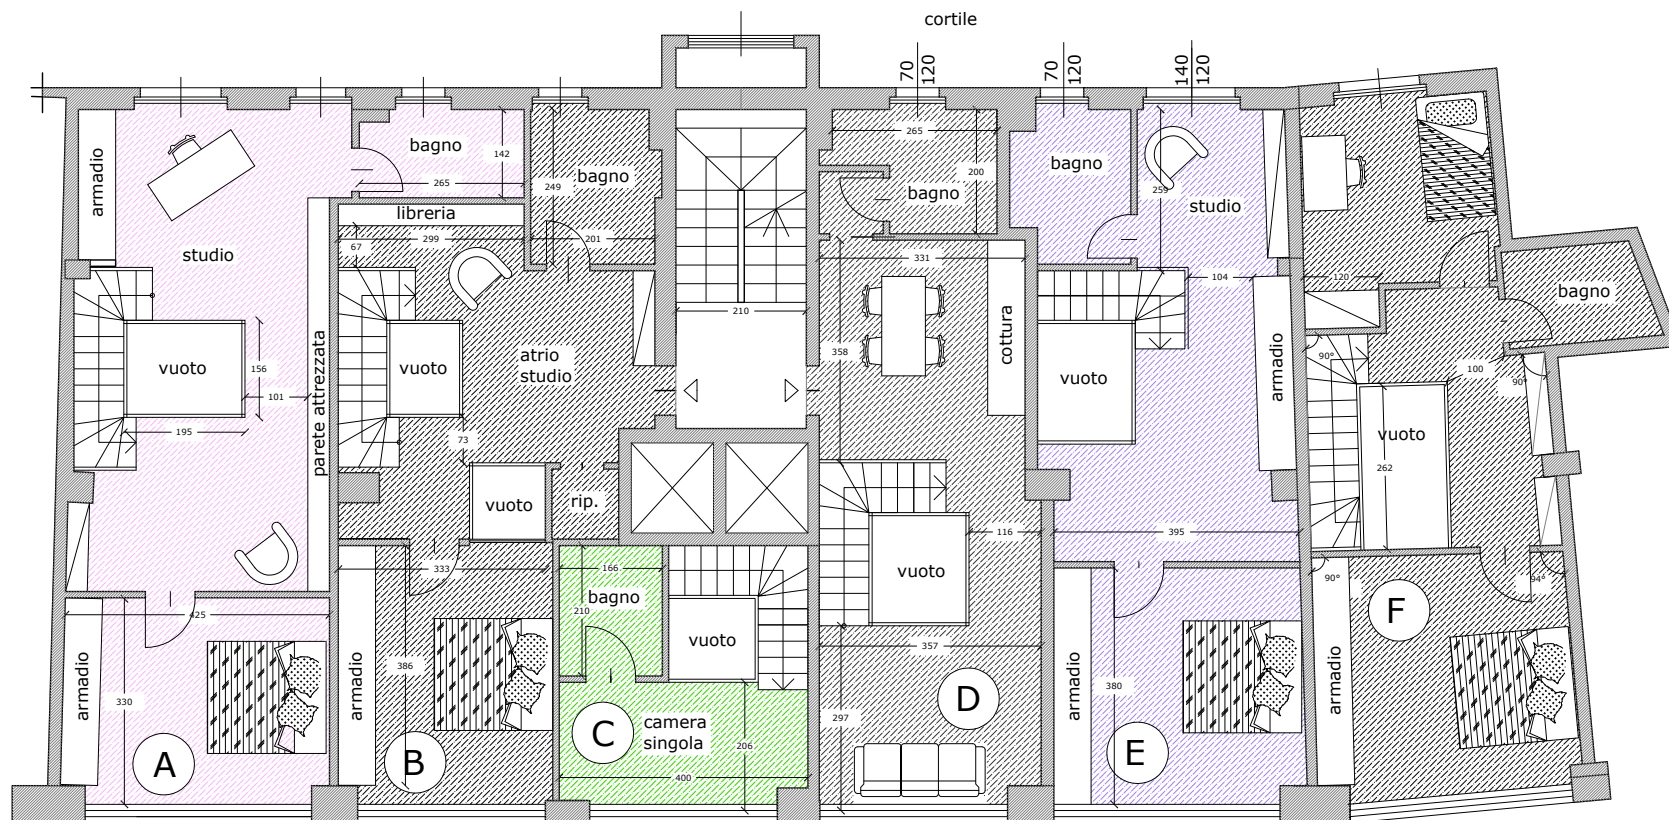 cortile
70
120
70
120
140
120
armadio
studio
bagno
142
265
249
bagno
libreria
299
67
201
210
265
200
bagno
331
358
cottura
bagno
259
studio
104
120
bagno
vuoto
156
101
195
parete attrezzata
vuoto
atrio
studio
73
vuoto
rip.
vuoto
armadio
90°
100
90°
vuoto
262
116
395
vuoto
333
166
bagno
210
vuoto
357
90°
94°
425
330
armadio
A
386
armadio
B
C
camera
singola
206
400
D
297
armadio
380
E
F
armadio